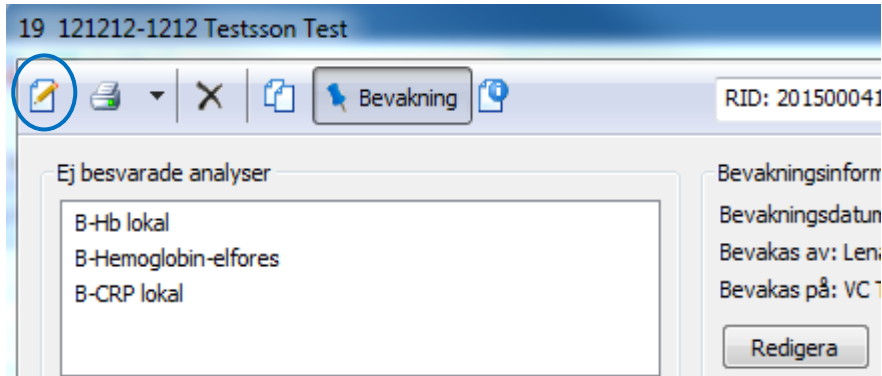 19 121212-1212 Testsson Test
Bevakning
RID: 201500041
Ej besvarade analyser
B-Hb lokal
B-Hemoglobin-elfores
B-CRP lokal
Bevakningsinform
Bevakningsdatum
Bevakas av: Lena
Bevakas på: VC T
Redigera